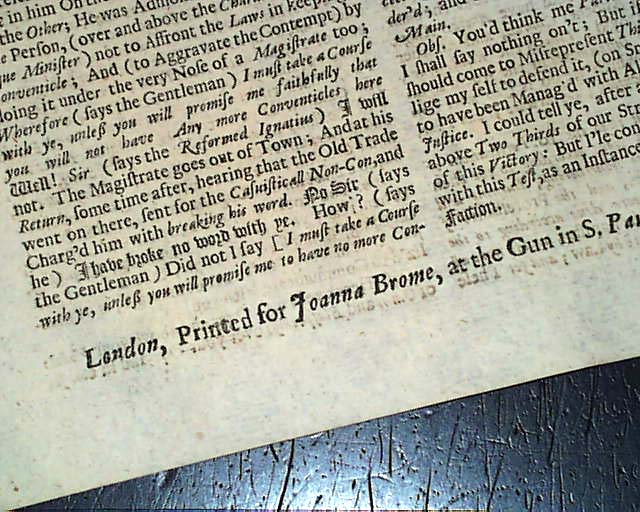 in him On the
the Other; He was
Person, (over and above the
que Minister) not to Affront the Laws in
Conventicle; And (to Aggravate the Contempt) by
doing it under the very Nose of a Magiſtrate too;
Wherefore (ſays the Gentleman) I muſt take a Courſe
with ye, unleſs you will promiſe me faithfully that
you will not have Any more Conventicles here
Well! Sir (ſays the Reformed Ignatius) I will
not. The Magiſtrate goes out of Town; And at his
Return, ſome time after, hearing that the Old Trade
went on there, ſent for the Caſuiſticall Non-Con, and
Charg'd him with breaking his word. No Sir (ſays
he) I have broke no word with ye. How? (ſays
the Gentleman) Did not I ſay [I muſt take a Courſe
with ye, unleſs you will promiſe me to have no more Con-
der'd; and
Main.
Obſ. You'd think me
I ſhall ſay nothing on't; But
ſhould come to Miſrepreſent
lige my ſelf to defend it, (on
to have been Manag'd with
Juſtice. I could tell ye, after
above Two Thirds of our
of this Victory: But I'le
with this Teſt, as an Inſtance
Faction.
London, Printed for Joanna Brome, at the Gun in S.